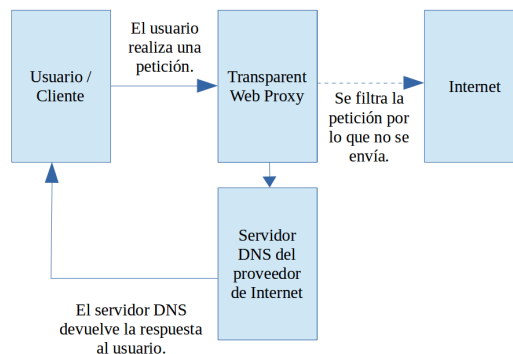 El usuario
realiza una
petición.
Usuario /
Cliente
Transparent
Web Proxy
Internet
Se filtra la
petición por
lo que no se
envía.
Servidor
DNS del
proveedor
de Internet
El servidor DNS
devuelve la respuesta
al usuario.